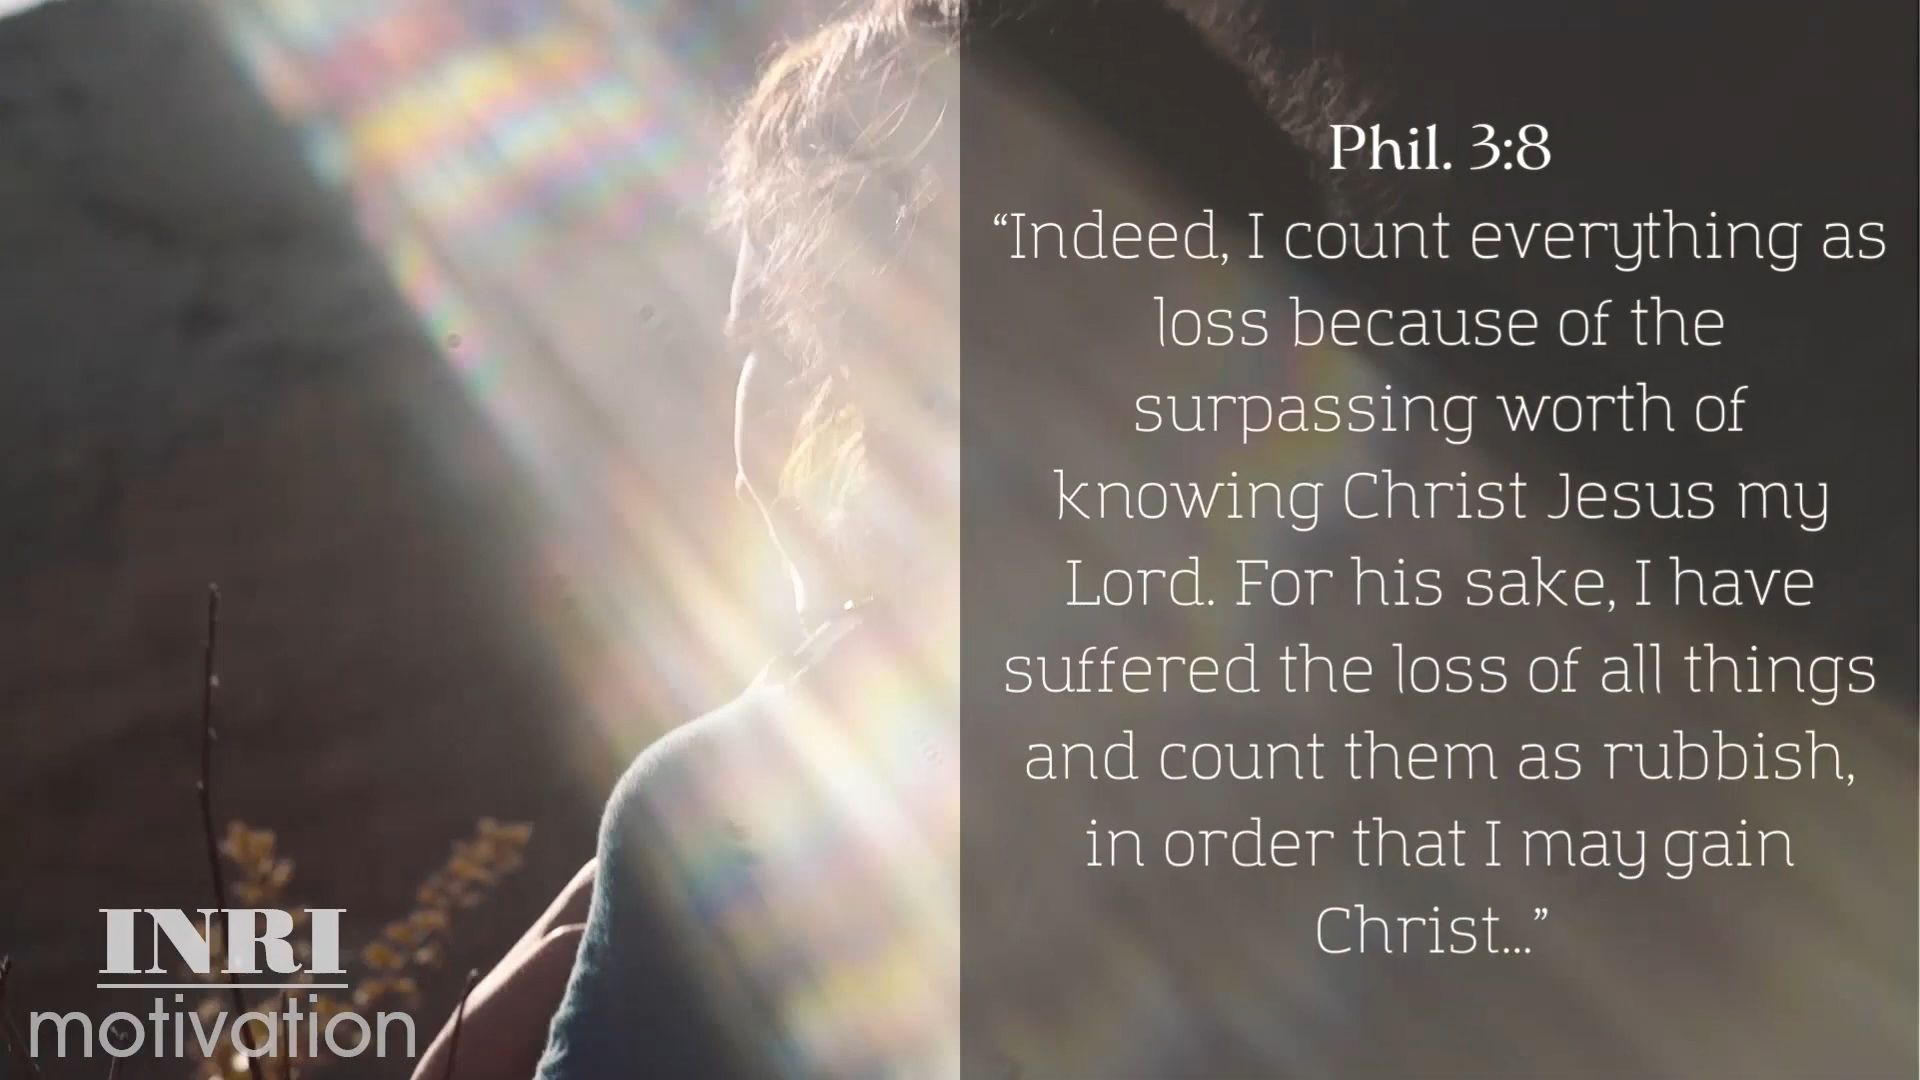 Phil. 3:8
“Indeed, I count everything as
loss because of the
surpassing worth of
knowing Christ Jesus my
Lord. For his sake, I have
suffered the loss of all things
and count them as rubbish,
in order that I may gain
Christ...”
INRI
motivation